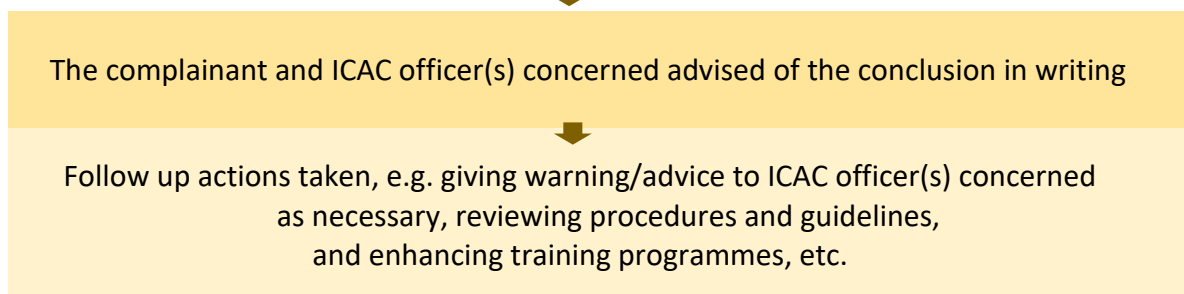 The complainant and ICAC officer(s) concerned advised of the conclusion in writing
Follow up actions taken, e.g. giving warning/advice to ICAC officer(s) concerned
as necessary, reviewing procedures and guidelines,
and enhancing training programmes, etc.